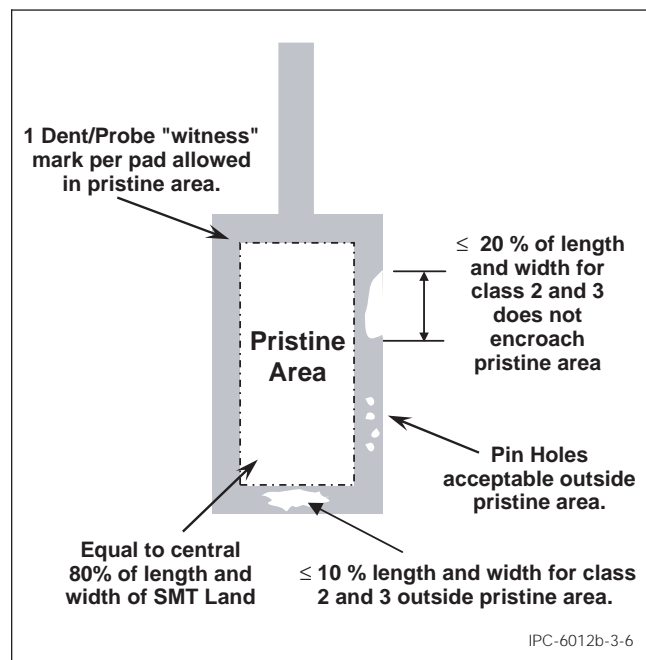 1 Dent/Probe "witness"
mark per pad allowed
in pristine area.
≤ 20 % of length
and width for
class 2 and 3
does not
encroach
pristine area
Pristine
Area
Pin Holes
acceptable outside
pristine area.
Equal to central
80% of length and
width of SMT Land
≤ 10 % length and width for class
2 and 3 outside pristine area.
IPC-6012b-3-6